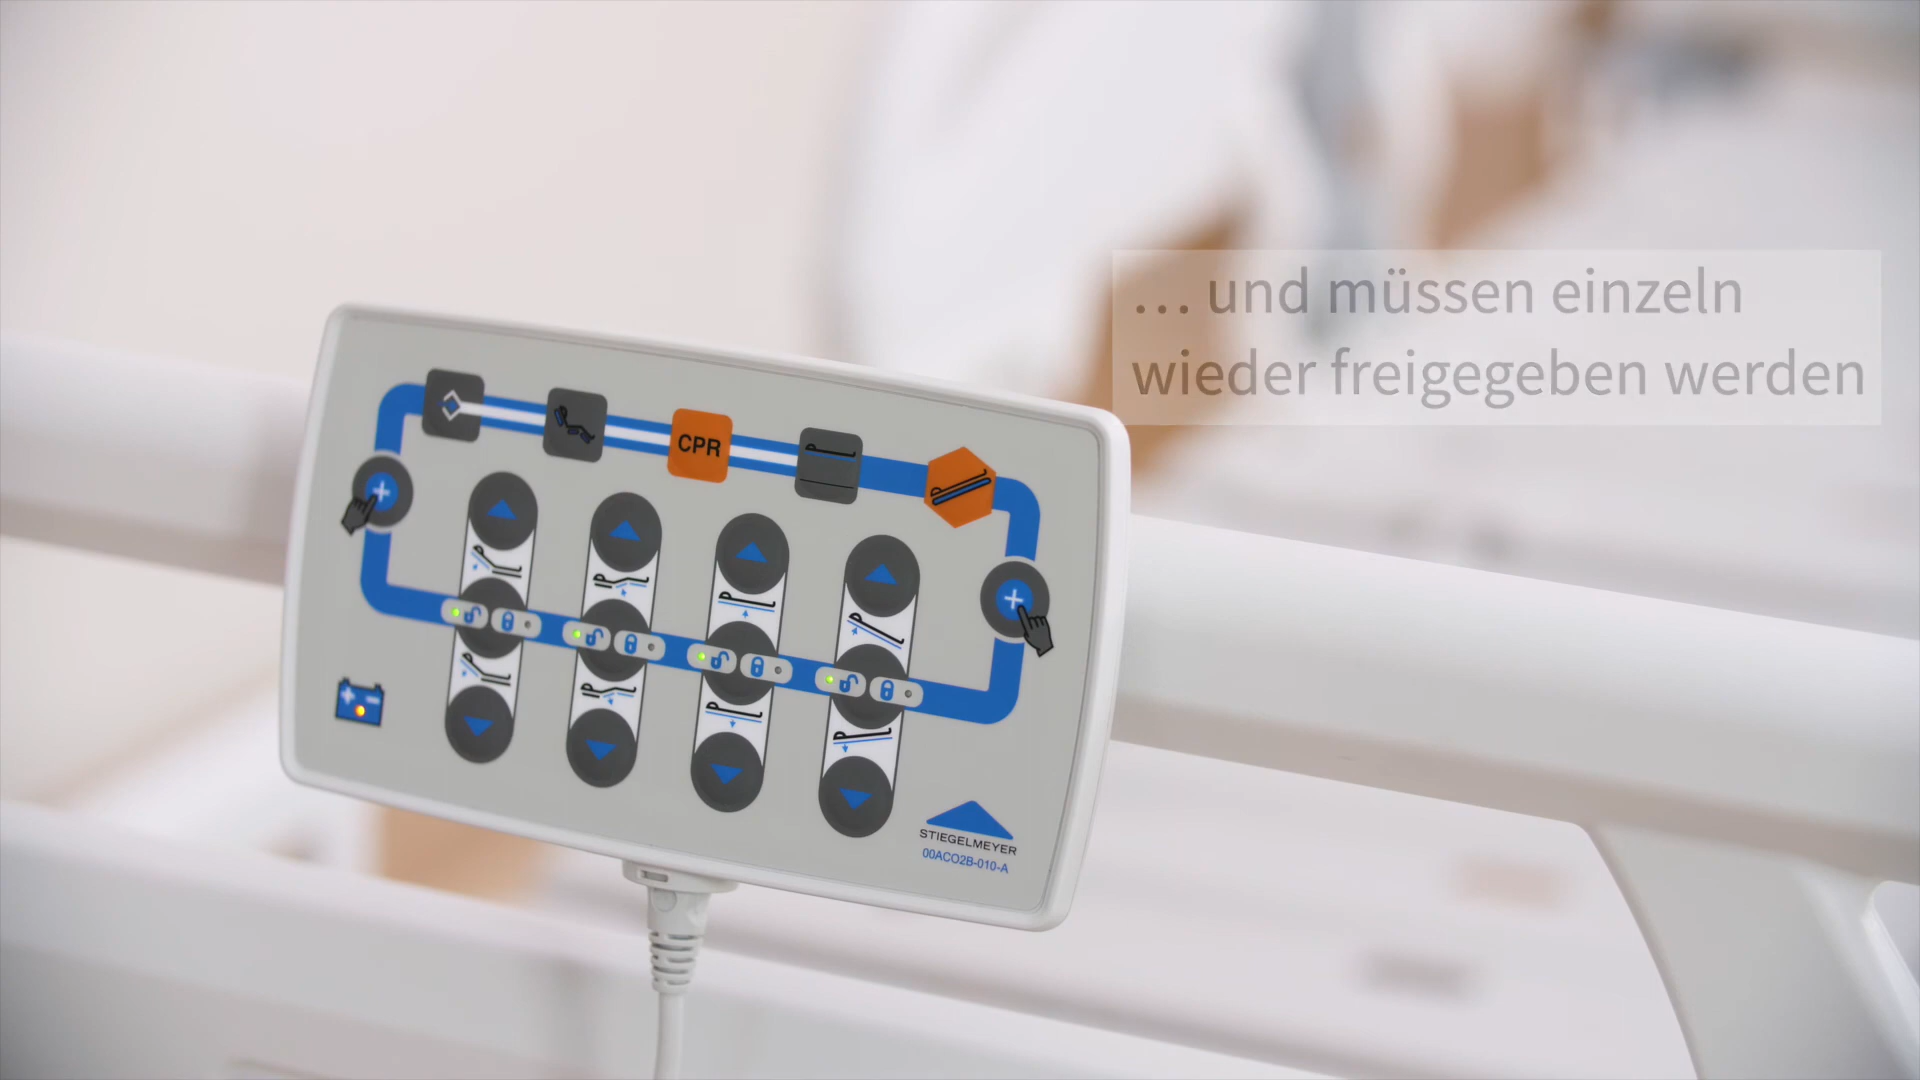 … und müssen einzeln
wieder freigegeben werden
CPR
STIEGELMEYER
00ACO2B-010-A